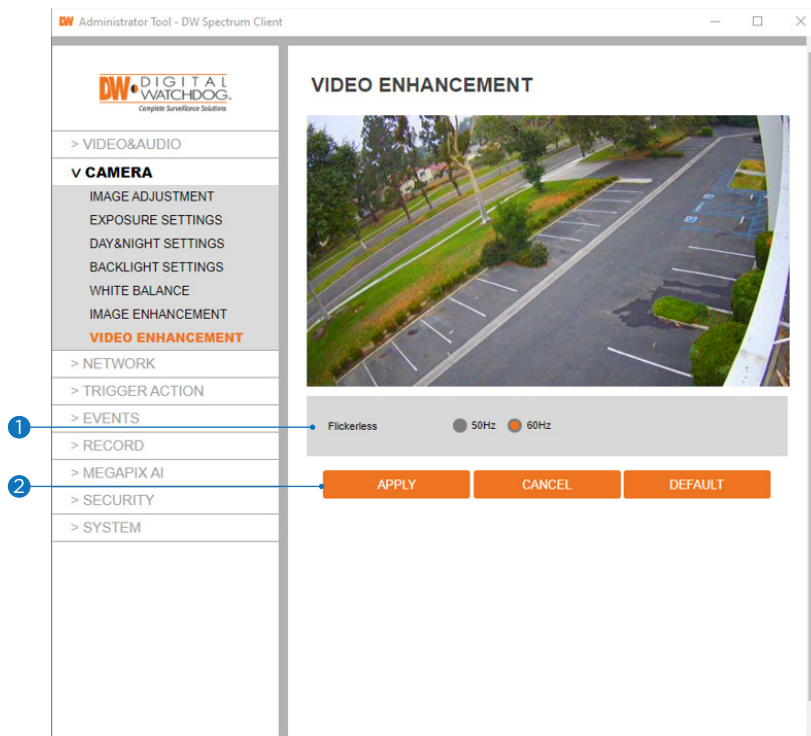 DW Administrator Tool - DW Spectrum Client
DW DIGITAL
WATCHDOG.
Complete Surveillance Solutions
VIDEO ENHANCEMENT
> VIDEO&AUDIO
v CAMERA
IMAGE ADJUSTMENT
EXPOSURE SETTINGS
DAY&NIGHT SETTINGS
BACKLIGHT SETTINGS
WHITE BALANCE
IMAGE ENHANCEMENT
VIDEO ENHANCEMENT
> NETWORK
> TRIGGER ACTION
> EVENTS
> RECORD
> MEGAPIX AI
> SECURITY
> SYSTEM
1 Flickerless 50Hz 60Hz
2 APPLY CANCEL DEFAULT